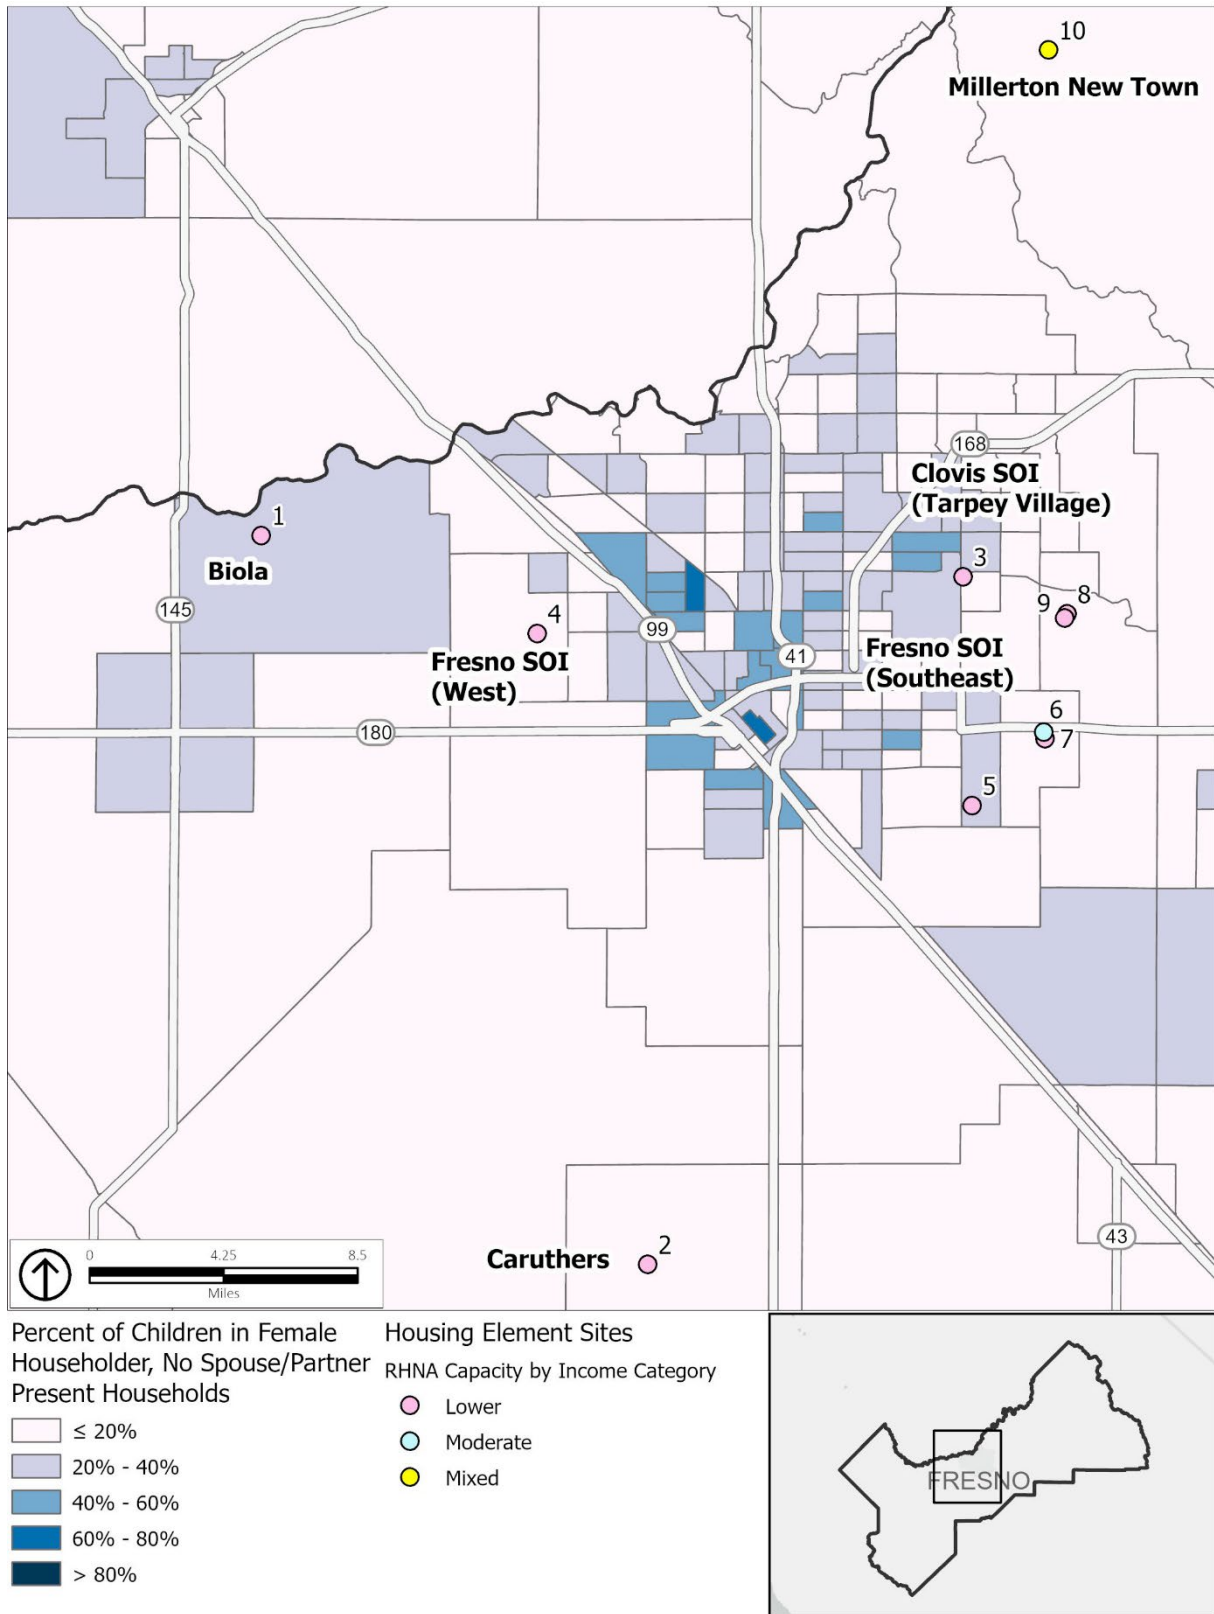 10
Millerton New Town
168
Clovis SOI
(Tarpey Village)
1
Biola
3
8
9
145
4
99
Fresno SOI
(West)
41
Fresno SOI
(Southeast)
6
7
180
5
43
Caruthers
2
0
4.25
8.5
Miles
Percent of Children in Female
Householder, No Spouse/Partner
Present Households
≤ 20%
20% - 40%
40% - 60%
60% - 80%
> 80%
Housing Element Sites
RHNA Capacity by Income Category
Lower
Moderate
Mixed
FRESNO